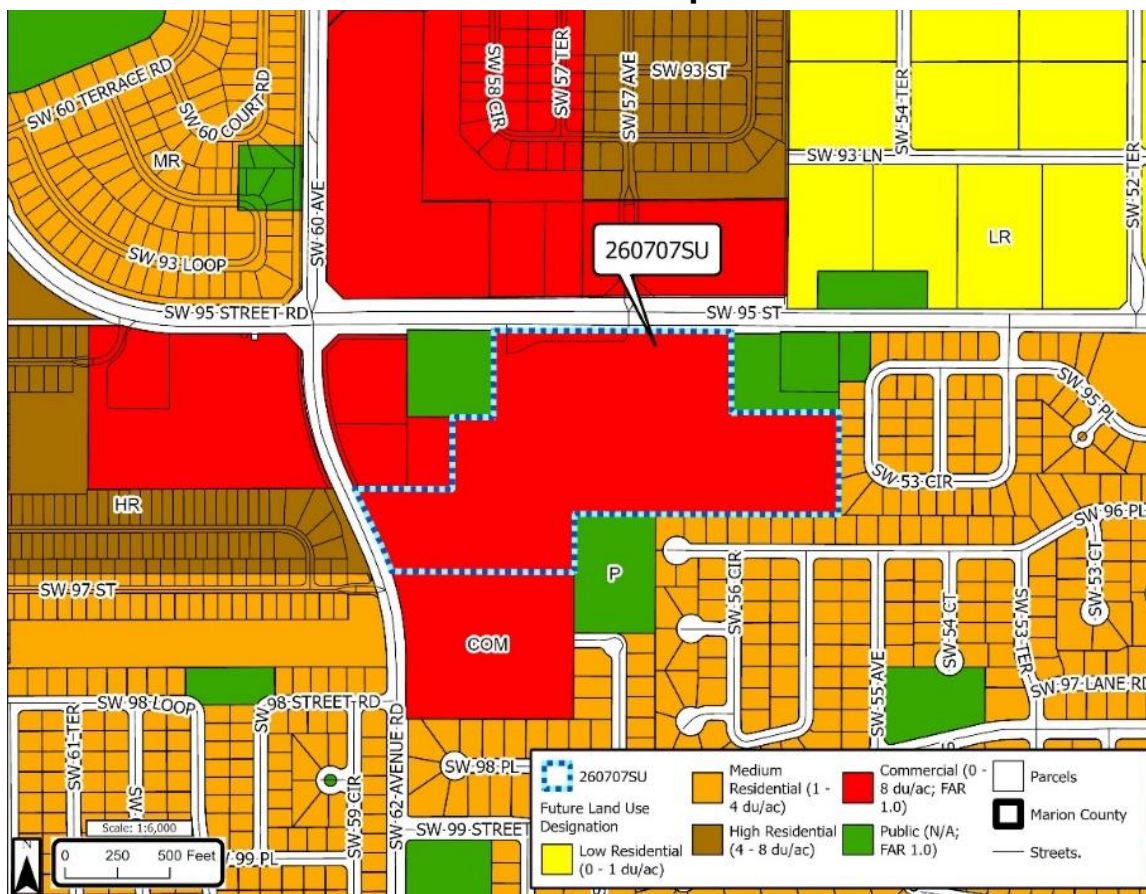 SW 60 TERRACE RD
SW 60 COURT RD
MR
SW 93 LOOP
SW 60 AVE
SW 58 CIR
SW 57 TER
SW 57 AVE
SW 93 ST
SW 54 TER
SW 93 LN
SW 52 TER
LR
260707SU
SW 95 STREET RD
SW 95 ST
SW 95 PL
SW 53 CIR
HR
SW 97 ST
P
COM
SW 96 PL
SW 56 CIR
SW 54 CT
SW 53 CT
SW 53 TER
SW 55 AVE
SW 97 LANE RD
SW 98 LOOP
SW 98 STREET RD
SW 61 TER
SW
SW 59 CIR
SW 62 AVENUE RD
SW 98 PL
SW 99 STREET
99 PL
Scale: 1:6,000
N
0 250 500 Feet
260707SU
Future Land Use
Designation
Low Residential
(0 - 1 du/ac)
Medium
Residential (1 -
4 du/ac)
High Residential
(4 - 8 du/ac)
Commercial (0 -
8 du/ac; FAR
1.0)
Public (N/A;
FAR 1.0)
Parcels
Marion County
Streets.